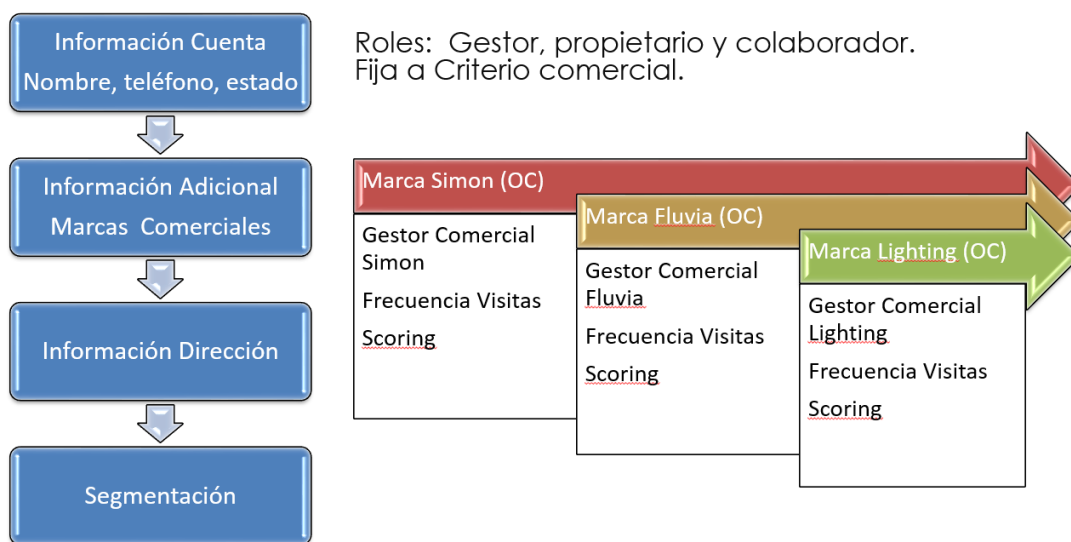 Información Cuenta
Nombre, teléfono, estado
Información Adicional
Marcas  Comerciales
Información Dirección
Segmentación
Roles:  Gestor, propietario y colaborador.
Fija a Criterio comercial.
Marca Simon (OC)
Gestor Comercial
Simon
Frecuencia Visitas
Scoring
Marca Fluvia (OC)
Gestor Comercial
Fluvia
Frecuencia Visitas
Scoring
Marca Lighting (OC)
Gestor Comercial
Lighting
Frecuencia Visitas
Scoring